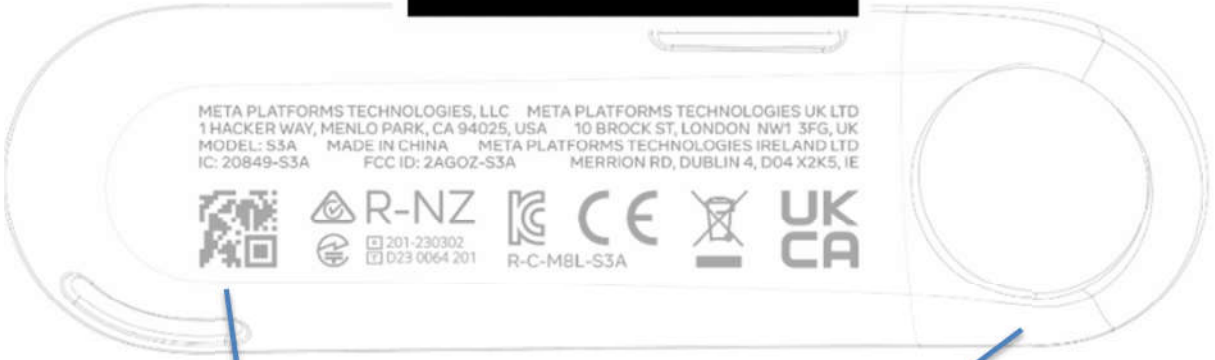 META PLATFORMS TECHNOLOGIES, LLC META PLATFORMS TECHNOLOGIES UK LTD
1 HACKER WAY, MENLO PARK, CA 94025, USA 10 BROCK ST, LONDON NW1 3FG, UK
MODEL: S3A MADE IN CHINA META PLATFORMS TECHNOLOGIES IRELAND LTD
IC: 20849-S3A FCC ID: 2AGOZ-S3A MERRION RD, DUBLIN 4, D04 X2K5, IE
R-NZ
R 201-230302
T D23 0064 201
KC CE
R-C-M8L-S3A
UK
CA